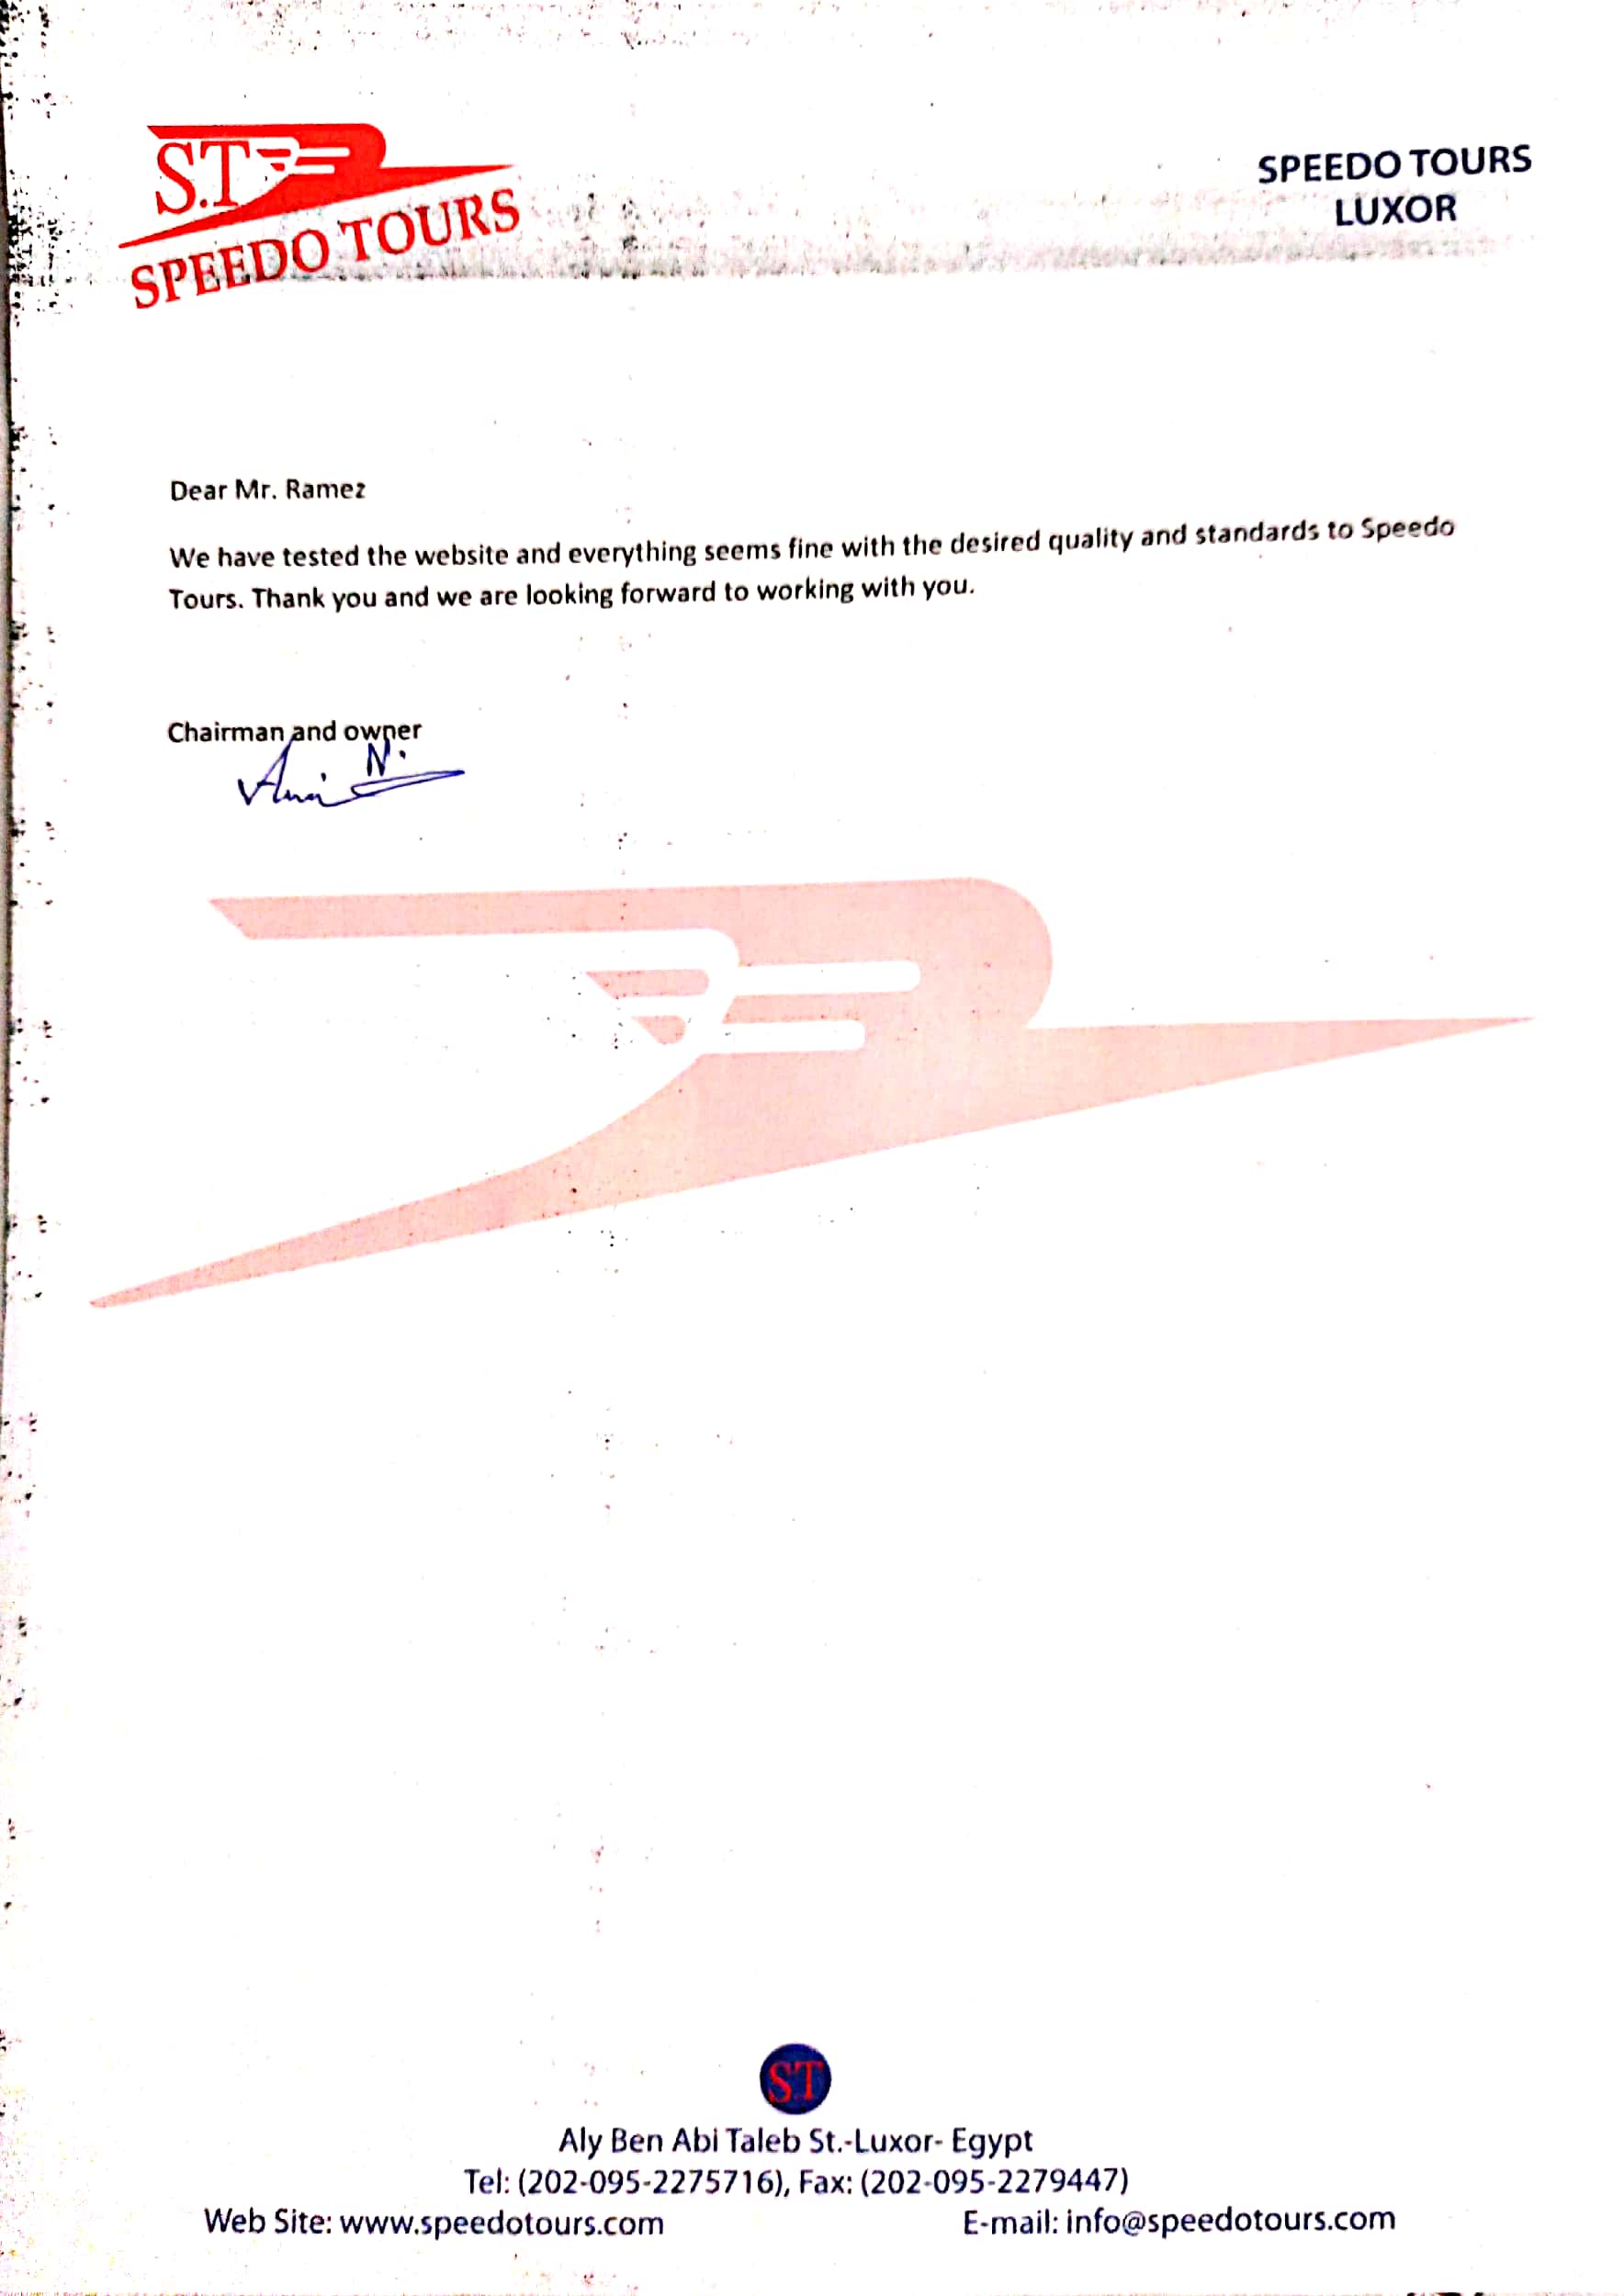 S.T
SPEEDO TOURS
SPEEDO TOURS
LUXOR
Dear Mr. Ramez
We have tested the website and everything seems fine with the desired quality and standards to Speedo
Tours. Thank you and we are looking forward to working with you.
Chairman and owner
N.
ST
Aly Ben Abi Taleb St.-Luxor- Egypt
Tel: (202-095-2275716), Fax: (202-095-2279447)
Web Site: www.speedotours.com E-mail: info@speedotours.com